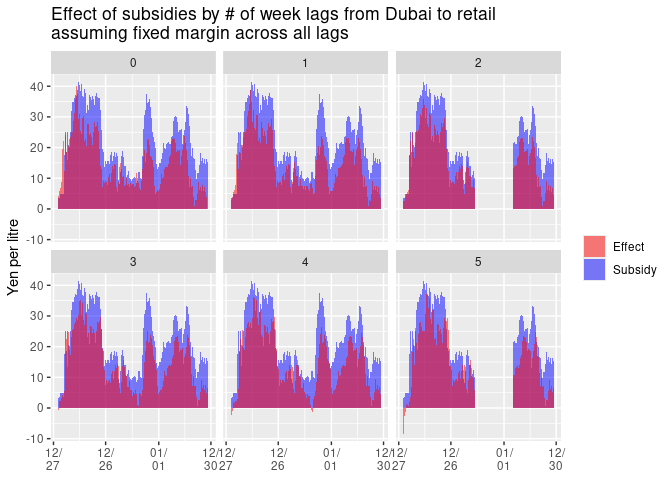 Effect of subsidies by # of week lags from Dubai to retail
assuming fixed margin across all lags
0 1 2
40
30
20
10
0
-10
3 4 5
40
30
20
10
0
-10
Yen per litre
12/ 12/ 01/ 12/ 12/ 12/ 01/ 12/ 12/ 12/ 01/ 12/
27 26 01 30 27 26 01 30 27 26 01 30
Effect
Subsidy